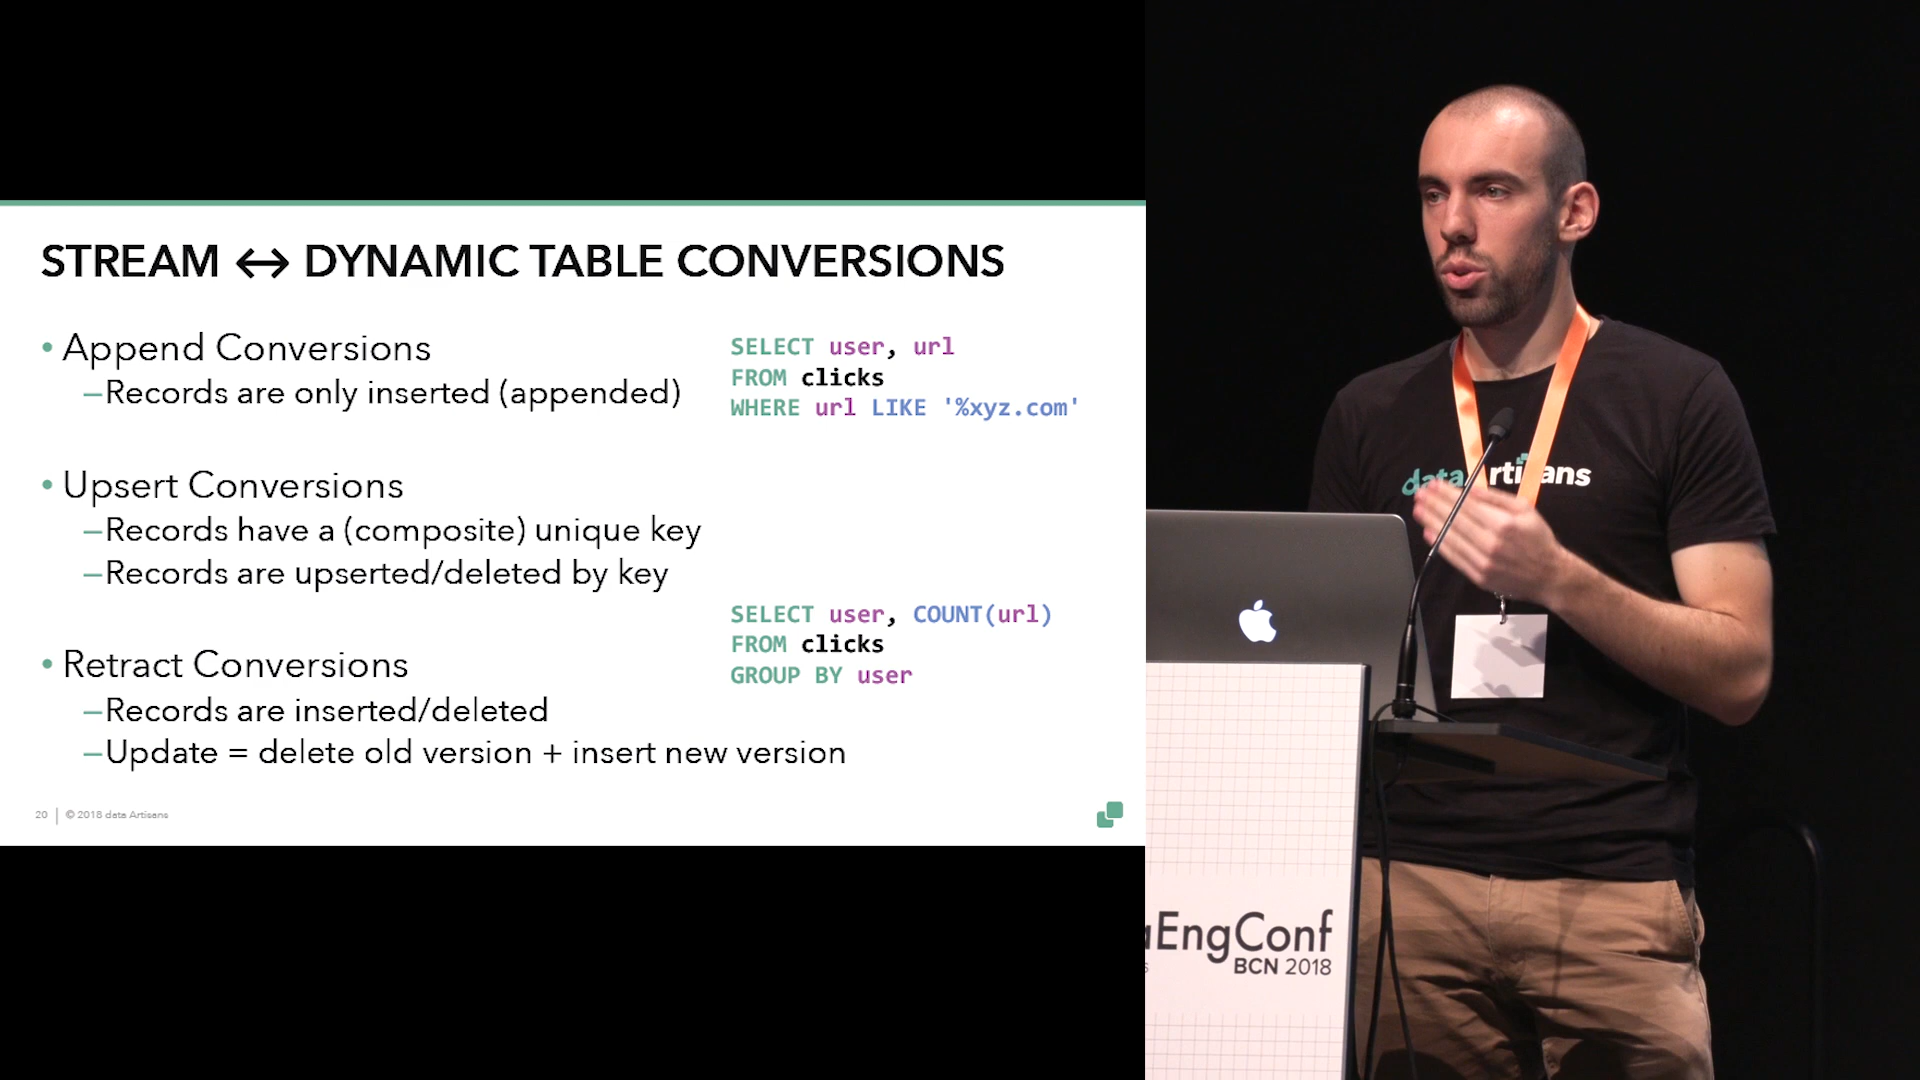 STREAM ↔ DYNAMIC TABLE CONVERSIONS
• Append Conversions
–Records are only inserted (appended)
SELECT user, url
FROM clicks
WHERE url LIKE '%xyz.com'
• Upsert Conversions
–Records have a (composite) unique key
–Records are upserted/deleted by key
SELECT user, COUNT(url)
FROM clicks
GROUP BY user
• Retract Conversions
–Records are inserted/deleted
–Update = delete old version + insert new version
20 | © 2018 data Artisans
data rtisans
aEngConf
BCN 2018